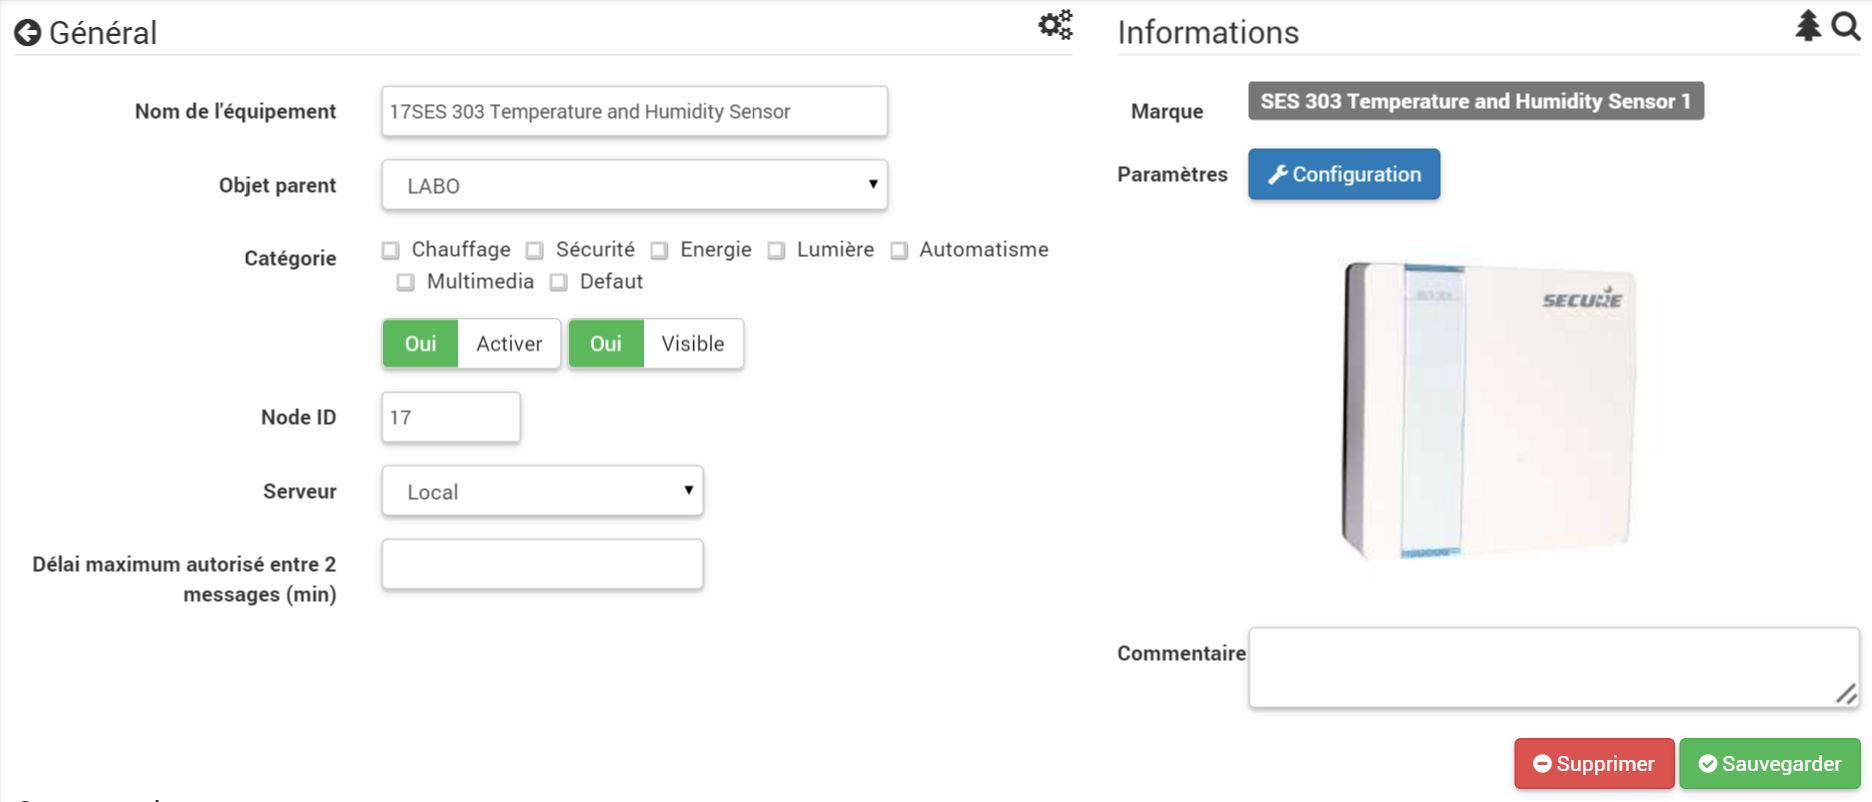 Général
Informations
Nom de l'équipement
17SES 303 Temperature and Humidity Sensor
Marque
SES 303 Temperature and Humidity Sensor 1
Objet parent
LABO
Paramètres
Configuration
Catégorie
Chauffage Sécurité Energie Lumière Automatisme
Multimedia Defaut
Oui Activer Oui Visible
SECURE
Node ID
17
Serveur
Local
Délai maximum autorisé entre 2
messages (min)
Commentaire
Supprimer Sauvegarder